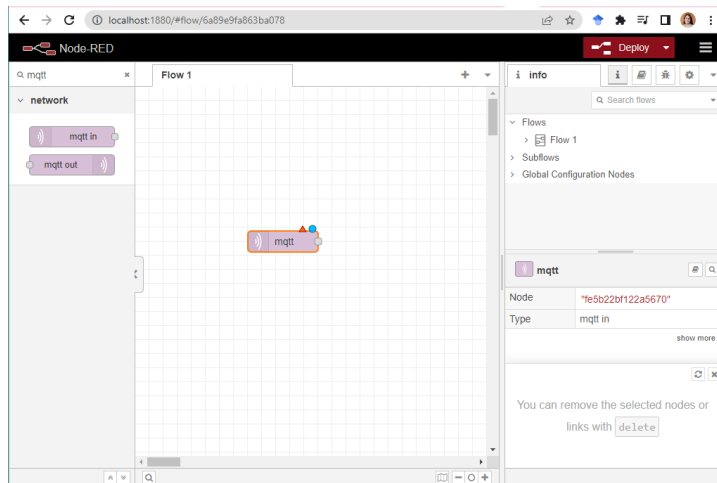 localhost:1880/#flow/6a89e9fa863ba078
Node-RED
Deploy
mqtt
network
mqtt in
mqtt out
Flow 1
mqtt
info
i
Search flows
Flows
Flow 1
Subflows
Global Configuration Nodes
mqtt
Node "fe5b22bf122a5670"
Type mqtt in
show more
You can remove the selected nodes or
links with delete